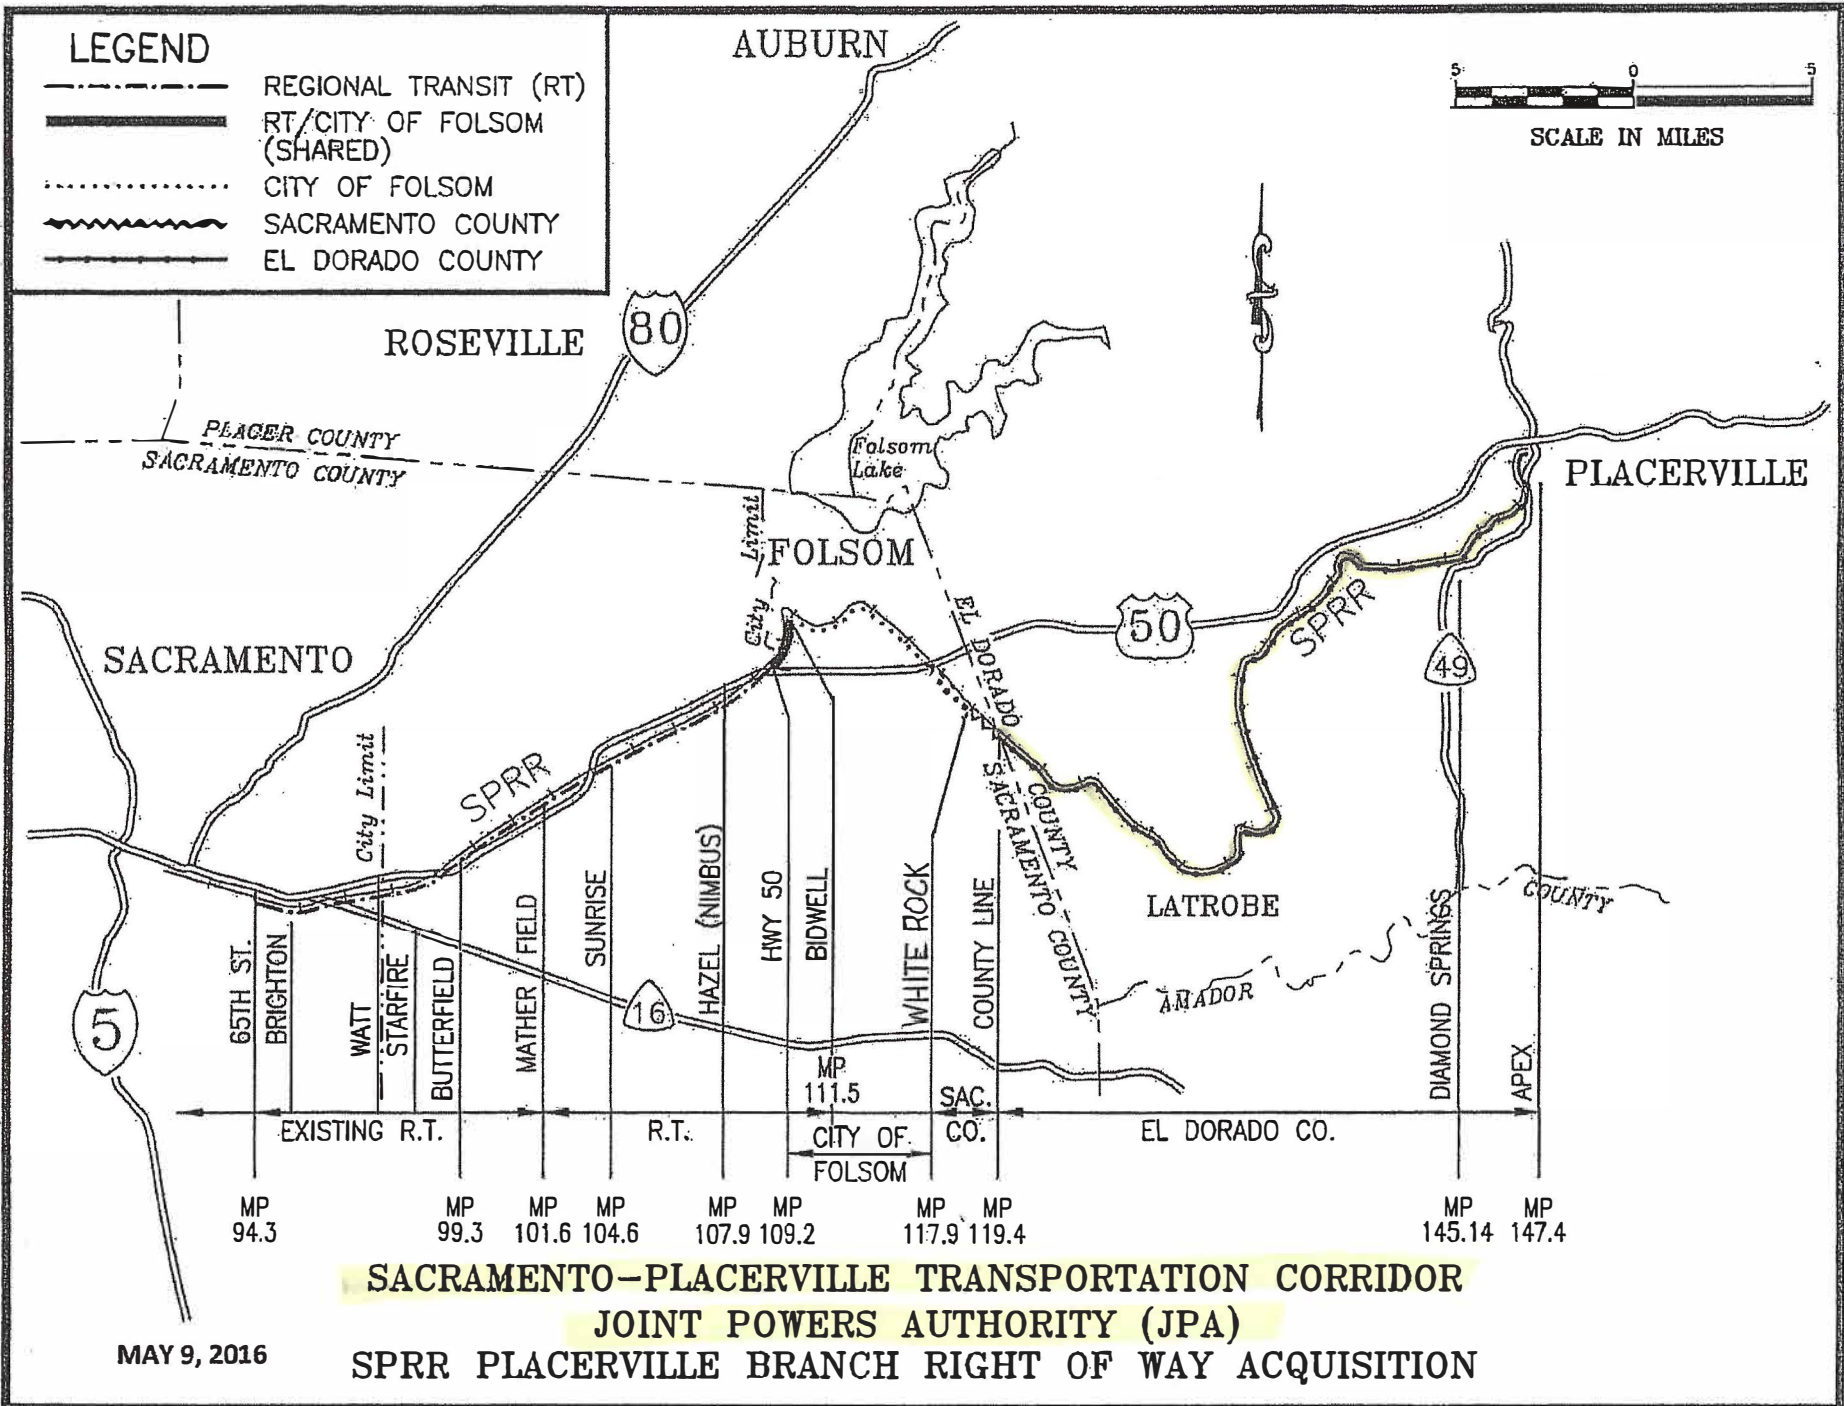 LEGEND
REGIONAL TRANSIT (RT)
RT/CITY OF FOLSOM
(SHARED)
CITY OF FOLSOM
SACRAMENTO COUNTY
EL DORADO COUNTY
AUBURN
5 0 5
SCALE IN MILES
ROSEVILLE
80
PLACER COUNTY
SACRAMENTO COUNTY
Folsom
Lake
PLACERVILLE
City Limit
FOLSOM
SACRAMENTO
50
SPRR
49
EL DORADO COUNTY
SACRAMENTO COUNTY
City Limit
SPRR
LATROBE
AMADOR COUNTY
5
16
65TH ST.
BRIGHTON
WATT
STARFIRE
BUTTERFIELD
MATHER FIELD
SUNRISE
HAZEL (NIMBUS)
HWY 50
BIDWELL
WHITE ROCK
COUNTY LINE
DIAMOND SPRINGS
APEX
MP
111.5
EXISTING R.T.
R.T.
CITY OF
FOLSOM
SAC.
CO.
EL DORADO CO.
MP
94.3
MP
99.3
MP
101.6
MP
104.6
MP
107.9
MP
109.2
MP
117.9
MP
119.4
MP
145.14
MP
147.4
SACRAMENTO-PLACERVILLE TRANSPORTATION CORRIDOR
JOINT POWERS AUTHORITY (JPA)
SPRR PLACERVILLE BRANCH RIGHT OF WAY ACQUISITION
MAY 9, 2016